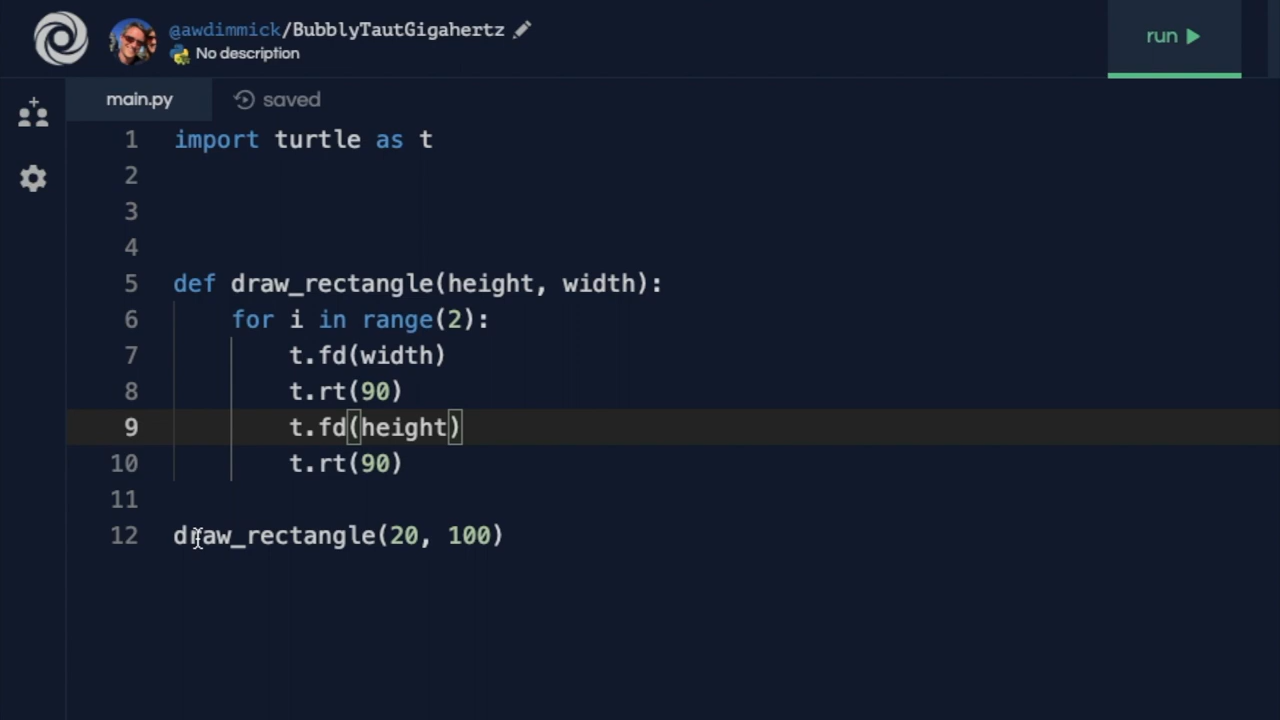 @awdimmick/BubblyTautGigahertz
No description
run
main.py
saved
1 import turtle as t
2
3
4
5 def draw_rectangle(height, width):
6     for i in range(2):
7         t.fd(width)
8         t.rt(90)
9         t.fd(height)
10         t.rt(90)
11
12 draw_rectangle(20, 100)